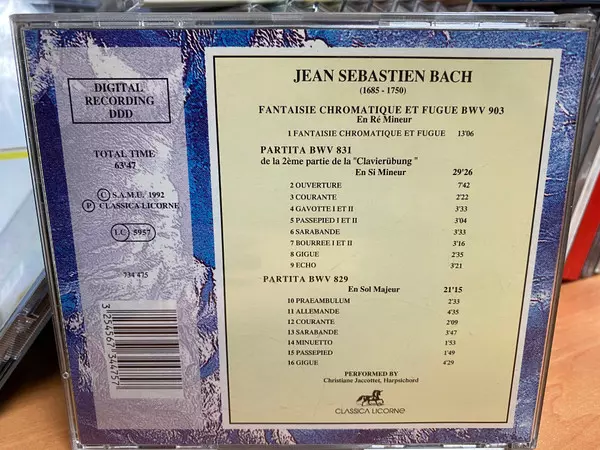 DIGITAL
RECORDING
DDD
TOTAL TIME
63'47
© S.A.M.U. 1992
℗ CLASSICA LICORNE
LC 5957
734 475
3 254567 344757
JEAN SEBASTIEN BACH
(1685 - 1750)
FANTAISIE CHROMATIQUE ET FUGUE BWV 903
En Ré Mineur
1 FANTAISIE CHROMATIQUE ET FUGUE 13'06
PARTITA BWV 831
de la 2ème partie de la "Clavierübung "
En Si Mineur 29'26
2 OUVERTURE 7'42
3 COURANTE 2'22
4 GAVOTTE I ET II 3'33
5 PASSEPIED I ET II 3'04
6 SARABANDE 3'33
7 BOURREE I ET II 3'16
8 GIGUE 2'35
9 ECHO 3'21
PARTITA BWV 829
En Sol Majeur 21'15
10 PRAEAMBULUM 2'33
11 ALLEMANDE 4'35
12 COURANTE 2'09
13 SARABANDE 3'47
14 MINUETTO 1'53
15 PASSEPIED 1'49
16 GIGUE 4'29
PERFORMED BY
Christiane Jaccottet, Harpsichord
CLASSICA LICORNE